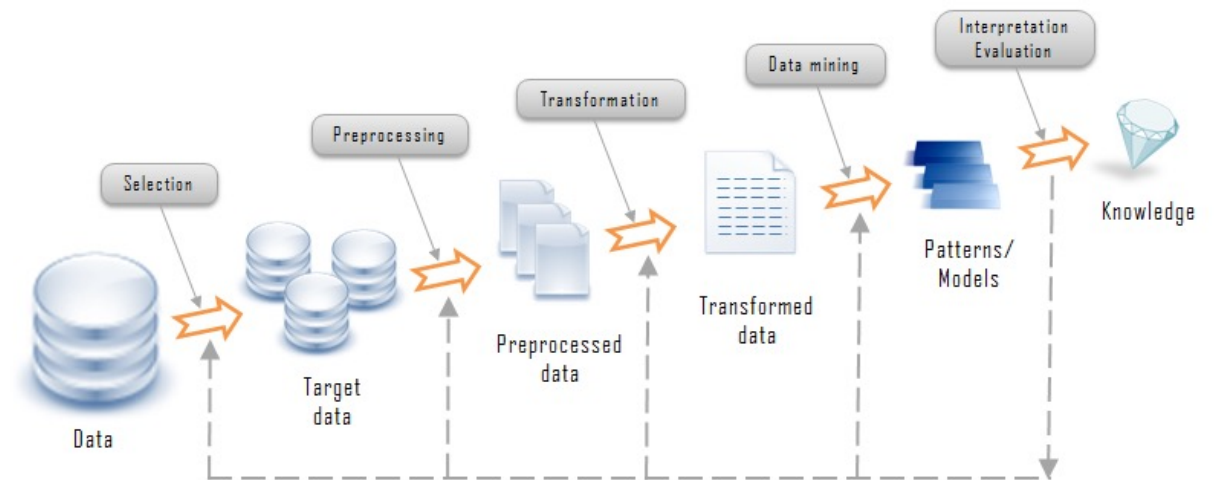 Interpretation
Evaluation
Data mining
Transformation
Preprocessing
Selection
Knowledge
Patterns/
Models
Transformed
data
Preprocessed
data
Target
data
Data